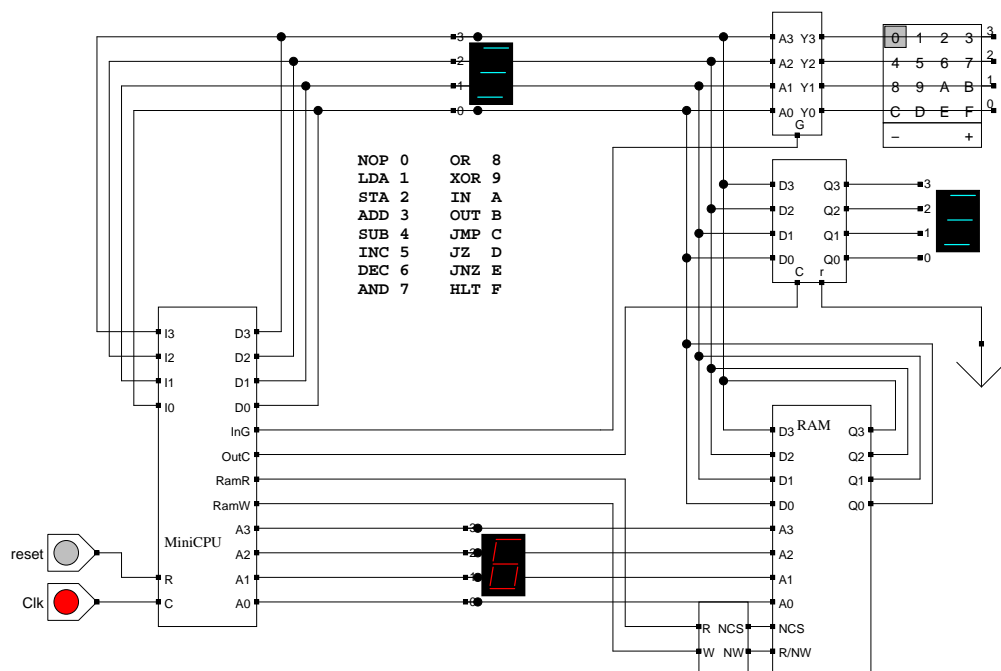 3
2
1
0
A3 Y3
A2 Y2
A1 Y1
A0 Y0
G
0 1 2 3
4 5 6 7
8 9 A B
C D E F
− +
3
2
1
0
NOP 0 OR 8
LDA 1 XOR 9
STA 2 IN A
ADD 3 OUT B
SUB 4 JMP C
INC 5 JZ D
DEC 6 JNZ E
AND 7 HLT F
D3 Q3
D2 Q2
D1 Q1
D0 Q0
C r
3
2
1
0
I3 D3
I2 D2
I1 D1
I0 D0
InG
OutC
RamR
RamW
A3
MiniCPU
A2
R A1
C A0
reset
Clk
3
2
1
0
6
RAM
D3 Q3
D2 Q2
D1 Q1
D0 Q0
A3
A2
A1
A0
R NCS NCS
W NW R/NW